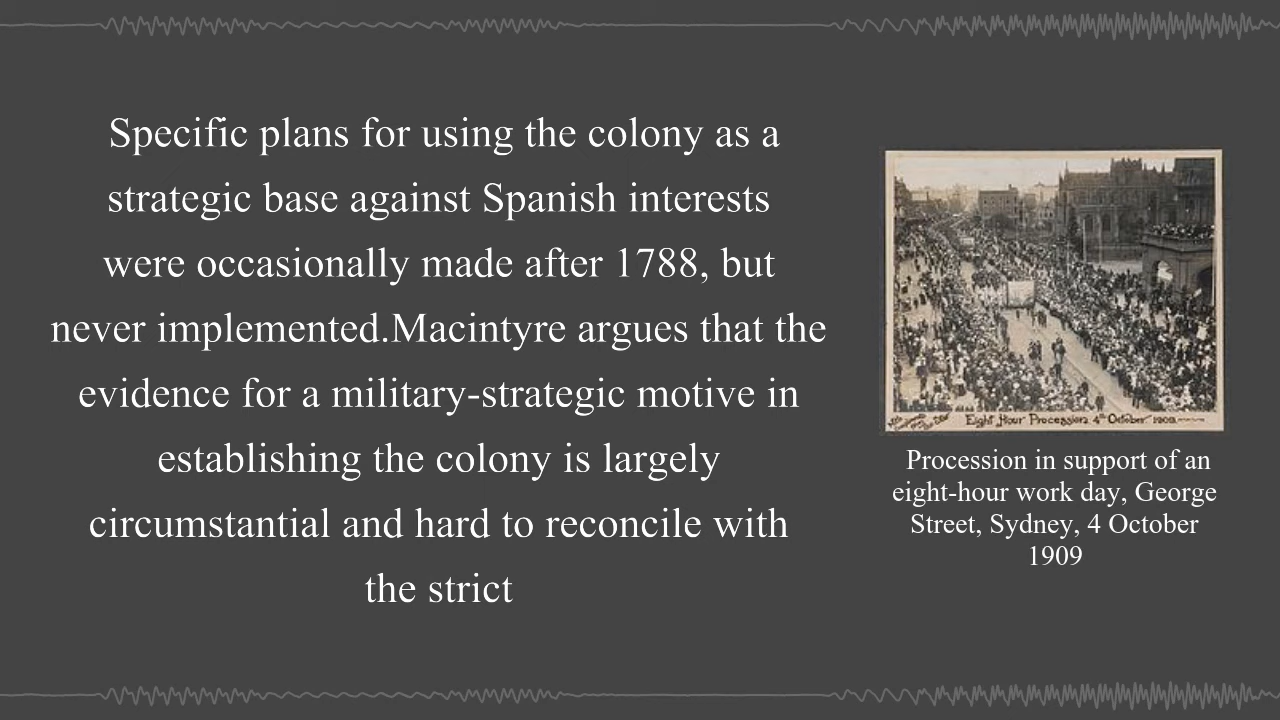 Specific plans for using the colony as a
strategic base against Spanish interests
were occasionally made after 1788, but
never implemented.Macintyre argues that the
evidence for a military-strategic motive in
establishing the colony is largely
circumstantial and hard to reconcile with
the strict
Eight Hour Procession 4th October 1909
Procession in support of an
eight-hour work day, George
Street, Sydney, 4 October
1909